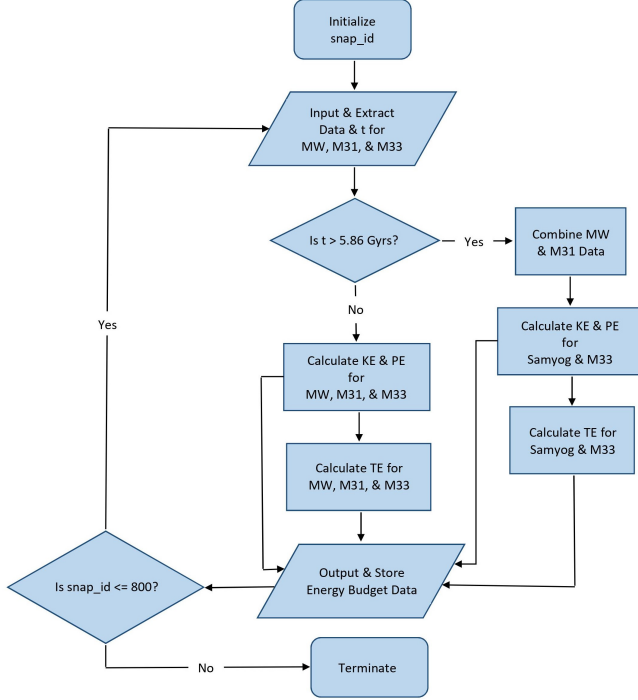 Initialize
snap_id
Input & Extract
Data & t for
MW, M31, & M33
Is t > 5.86 Gyrs?
Yes
Combine MW
& M31 Data
No
Yes
Calculate KE & PE
for
Samyog & M33
Calculate KE & PE
for
MW, M31, & M33
Calculate TE for
Samyog & M33
Calculate TE for
MW, M31, & M33
Output & Store
Energy Budget Data
Is snap_id <= 800?
No
Terminate